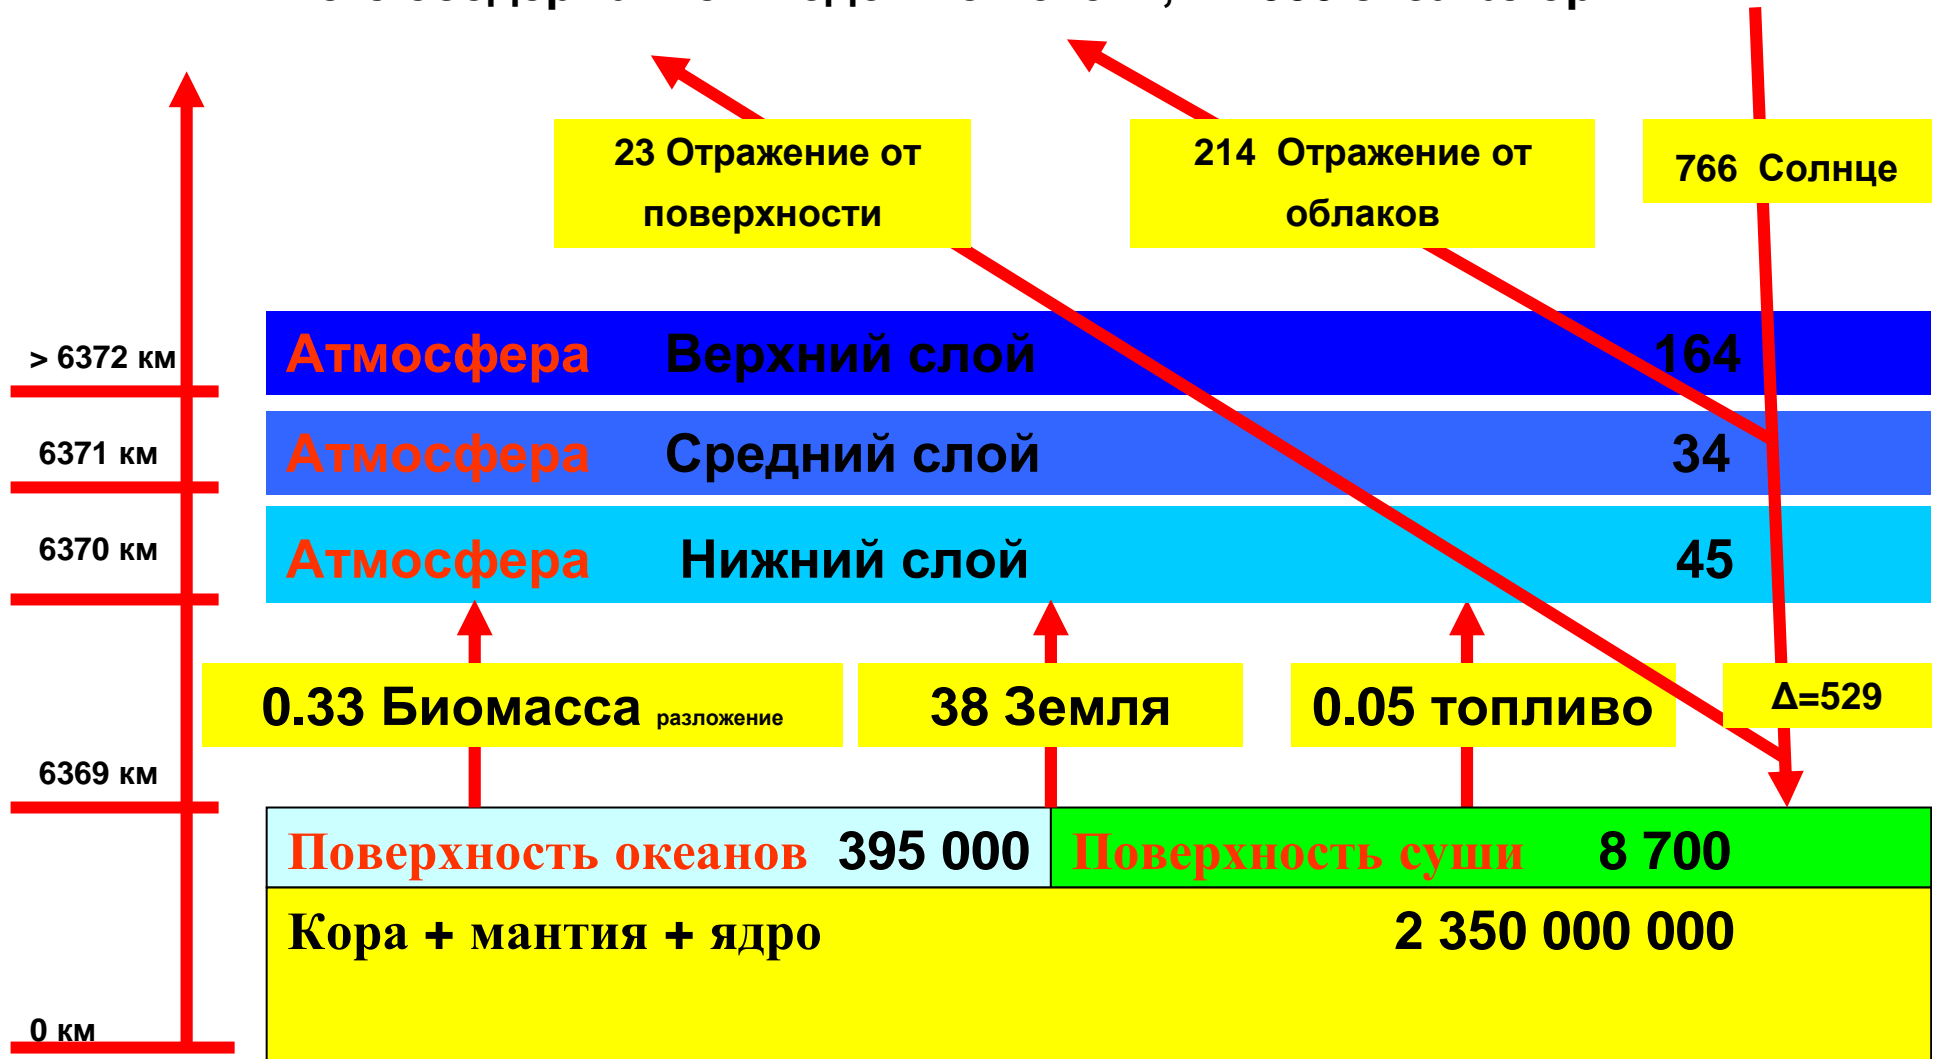 23 Отражение от
поверхности
214 Отражение от
облаков
766 Солнце
> 6372 км
Атмосфера Верхний слой 164
6371 км
Атмосфера Средний слой 34
6370 км
Атмосфера Нижний слой 45
0.33 Биомасса разложение
38 Земля
0.05 топливо
Δ=529
6369 км
Поверхность океанов 395 000
Поверхность суши 8 700
Кора + мантия + ядро 2 350 000 000
0 км